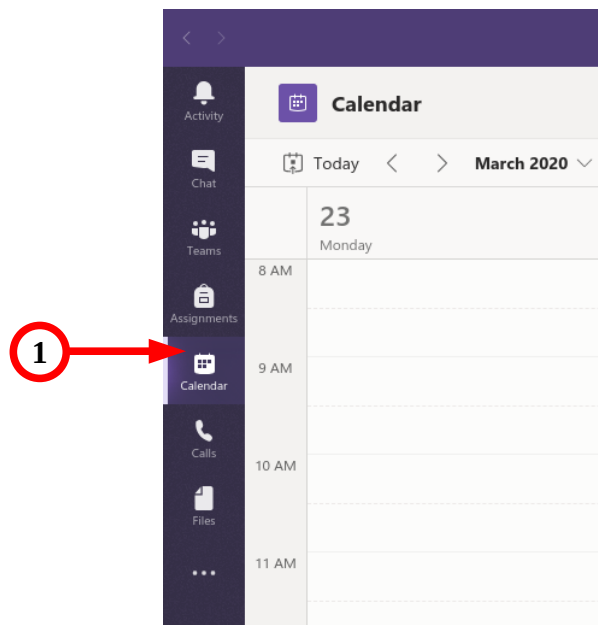 Activity
Calendar
Chat
Today March 2020
Teams
23
Monday
8 AM
Assignments
1
9 AM
Calendar
Calls
10 AM
Files
11 AM